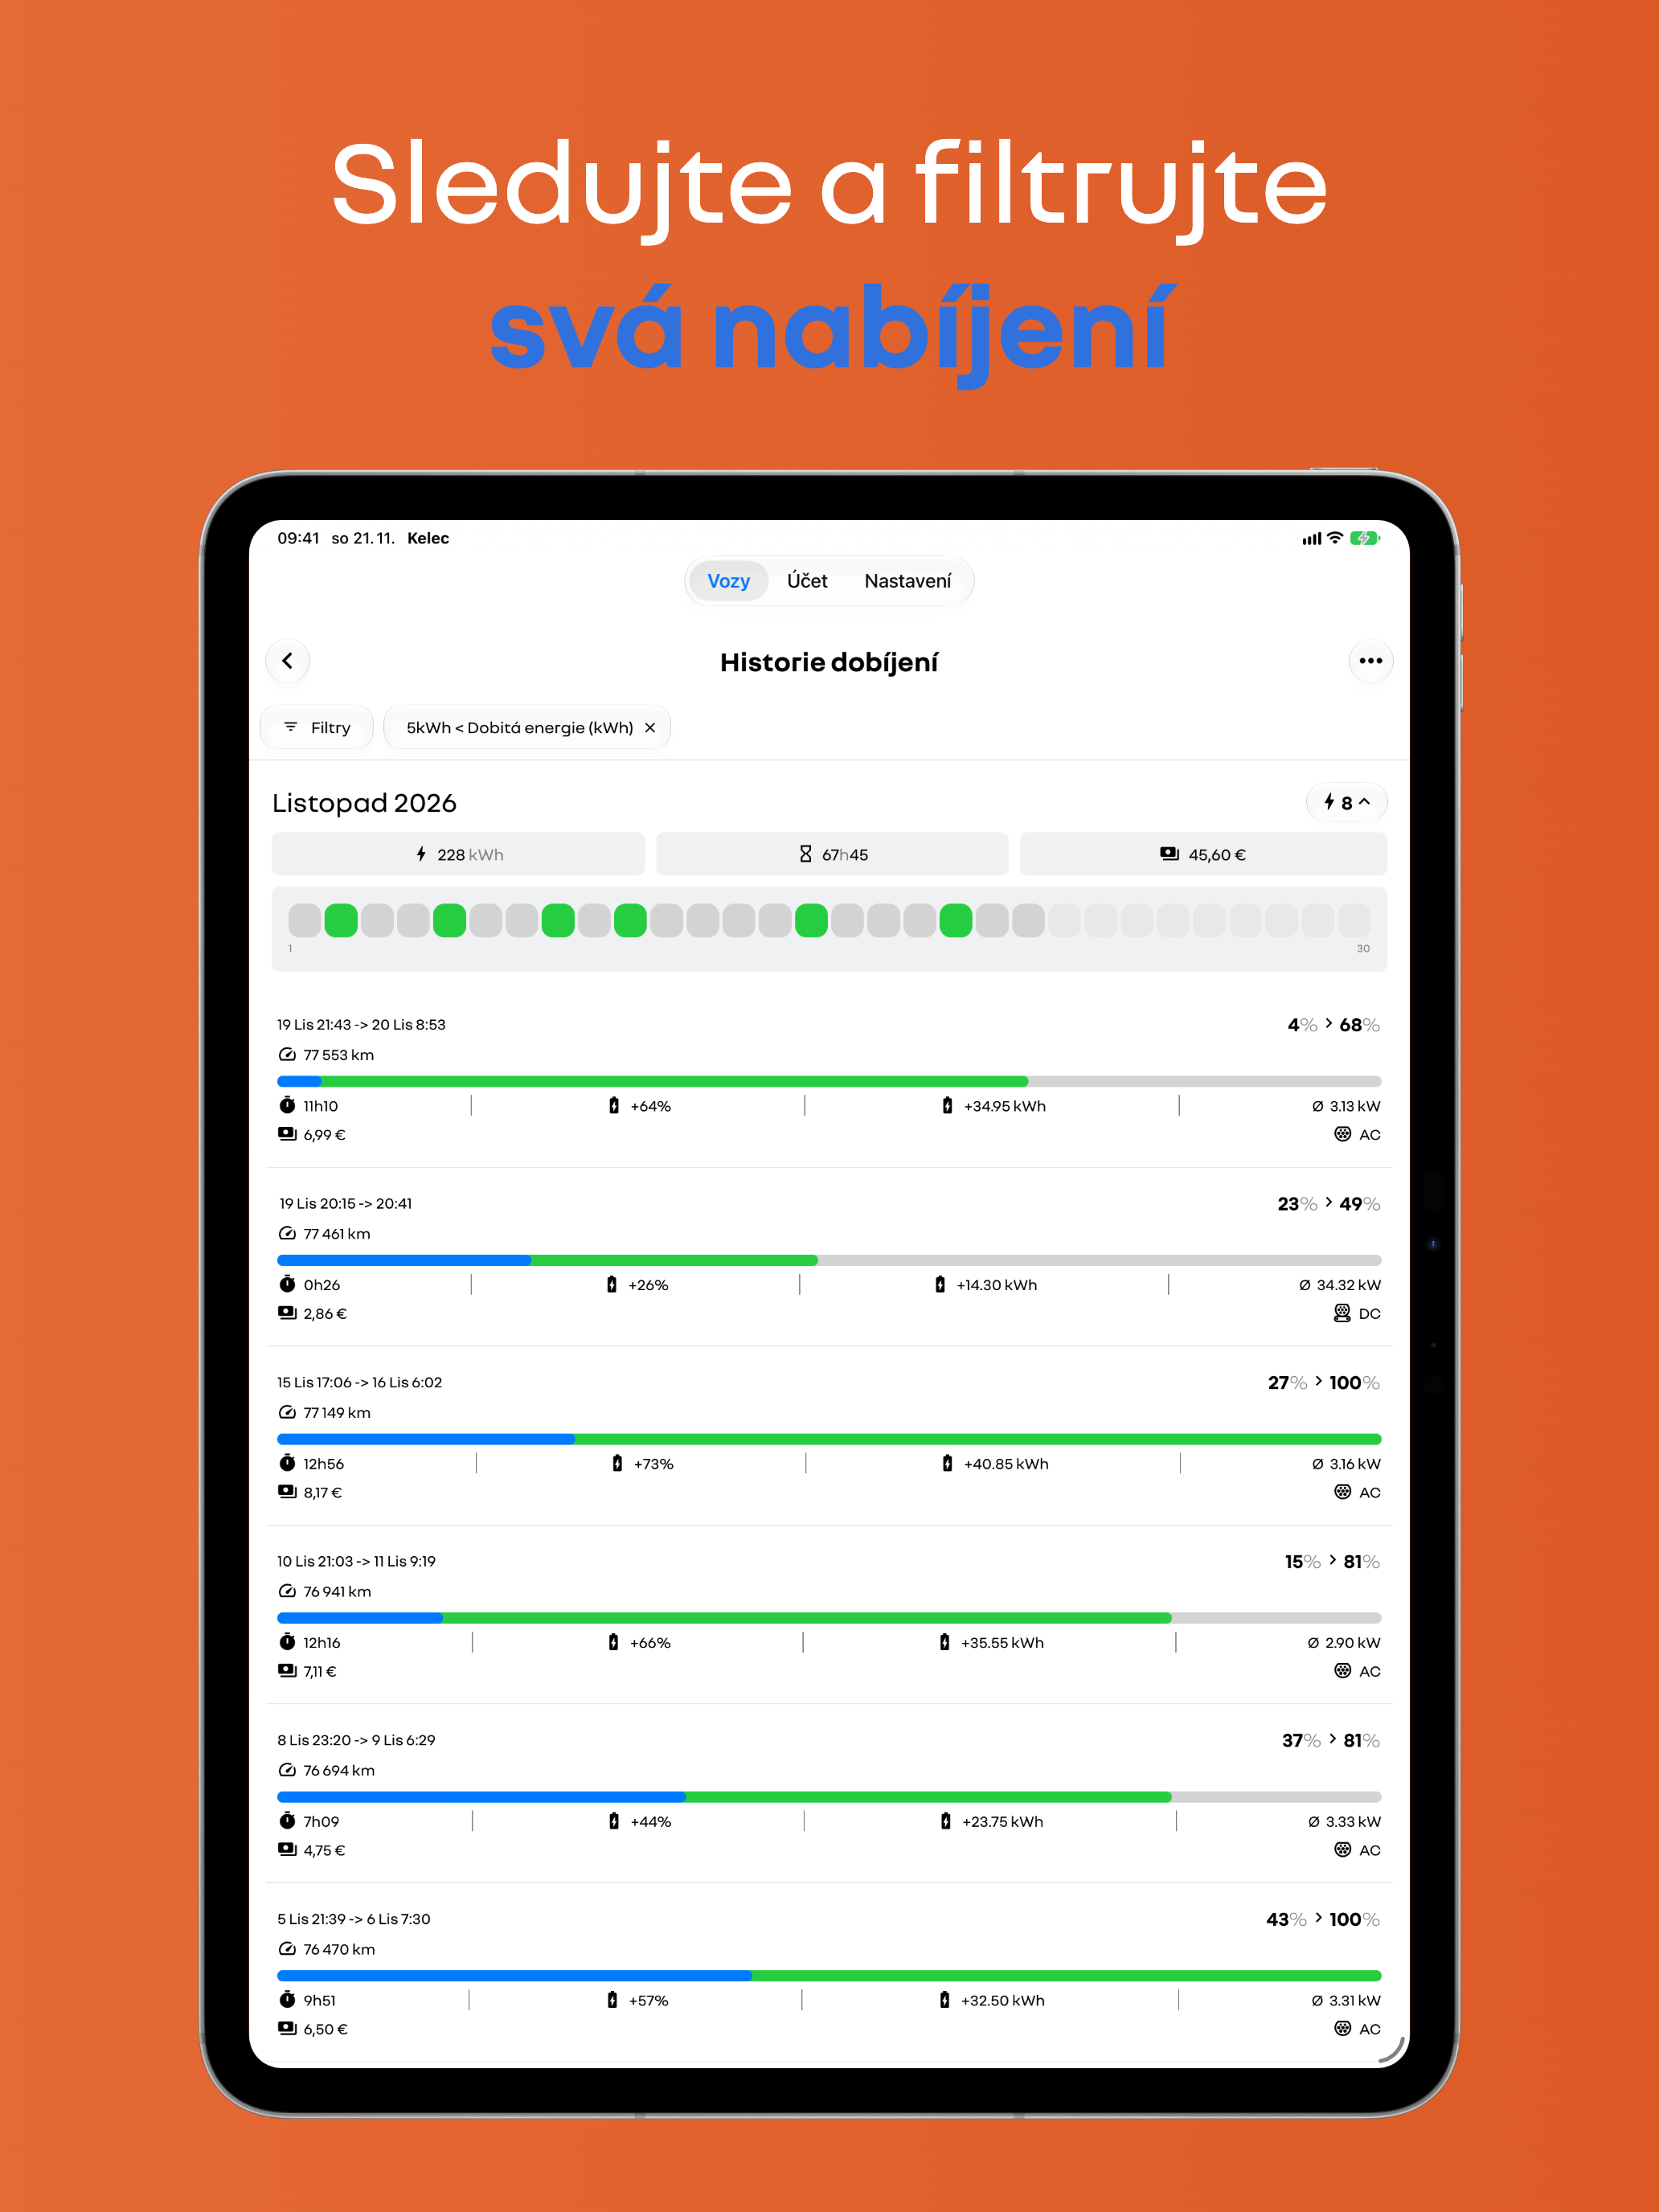 Sledujte a filtrujte
svá nabíjení
09:41 so 21. 11. Kelec
Vozy Účet Nastavení
Historie dobíjení
Filtry 5kWh < Dobitá energie (kWh) ×
Listopad 2026 8
228 kWh 67h45 45,60 €
1 30
19 Lis 21:43 -> 20 Lis 8:53 4% > 68%
77 553 km
11h10 +64% +34.95 kWh Ø 3.13 kW
6,99 € AC
19 Lis 20:15 -> 20:41 23% > 49%
77 461 km
0h26 +26% +14.30 kWh Ø 34.32 kW
2,86 € DC
15 Lis 17:06 -> 16 Lis 6:02 27% > 100%
77 149 km
12h56 +73% +40.85 kWh Ø 3.16 kW
8,17 € AC
10 Lis 21:03 -> 11 Lis 9:19 15% > 81%
76 941 km
12h16 +66% +35.55 kWh Ø 2.90 kW
7,11 € AC
8 Lis 23:20 -> 9 Lis 6:29 37% > 81%
76 694 km
7h09 +44% +23.75 kWh Ø 3.33 kW
4,75 € AC
5 Lis 21:39 -> 6 Lis 7:30 43% > 100%
76 470 km
9h51 +57% +32.50 kWh Ø 3.31 kW
6,50 € AC